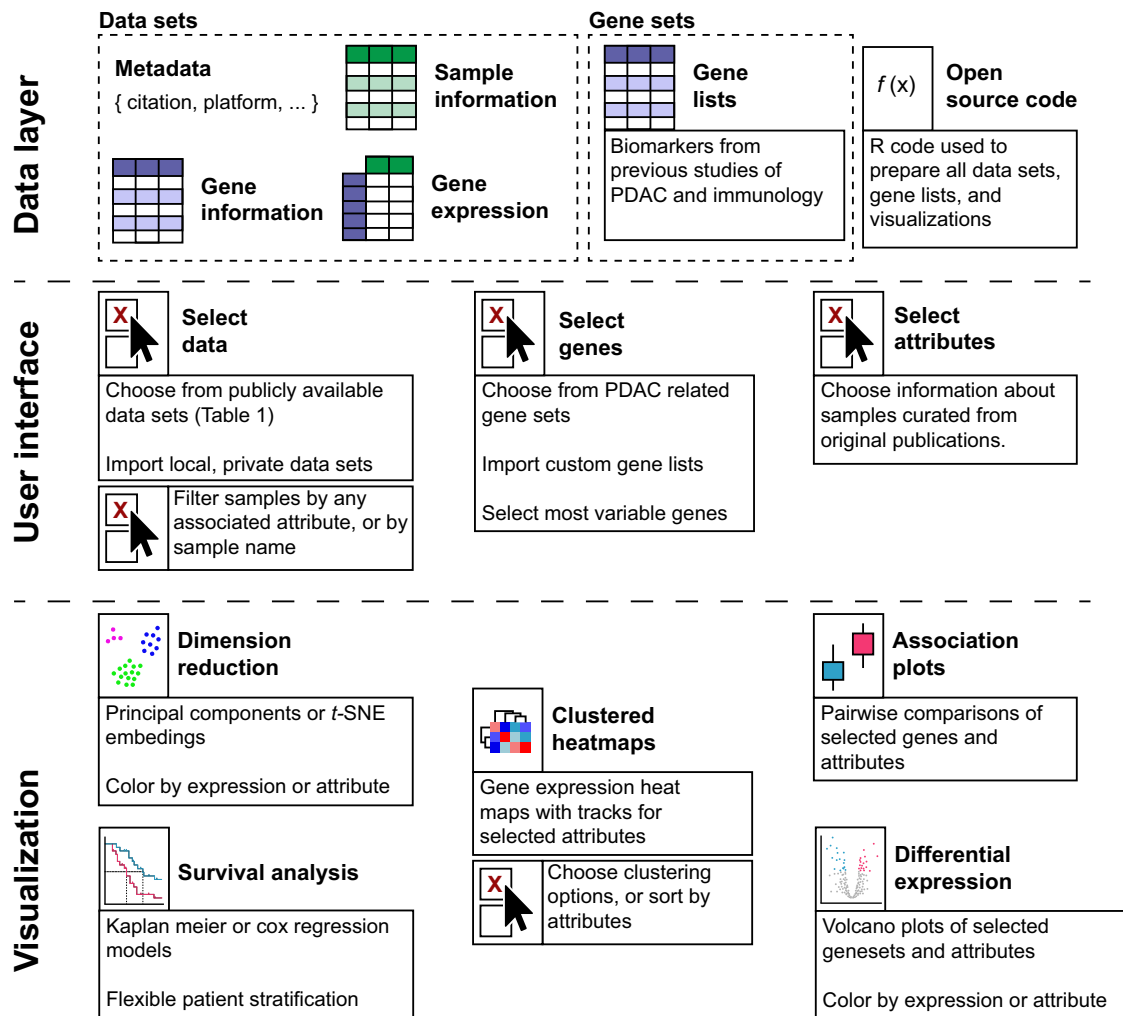 Data layer
Data sets
Metadata
{ citation, platform, ... }
Sample
information
Gene
information
Gene
expression
Gene sets
Gene
lists
Biomarkers from
previous studies of
PDAC and immunology
f (x)
Open
source code
R code used to
prepare all data sets,
gene lists, and
visualizations
User interface
X
Select
data
Choose from publicly available
data sets (Table 1)
Import local, private data sets
X
Filter samples by any
associated attribute, or by
sample name
X
Select
genes
Choose from PDAC related
gene sets
Import custom gene lists
Select most variable genes
X
Select
attributes
Choose information about
samples curated from
original publications.
Visualization
Dimension
reduction
Principal components or t-SNE
embedings
Color by expression or attribute
Survival analysis
Kaplan meier or cox regression
models
Flexible patient stratification
Clustered
heatmaps
Gene expression heat
maps with tracks for
selected attributes
X
Choose clustering
options, or sort by
attributes
Association
plots
Pairwise comparisons of
selected genes and
attributes
Differential
expression
Volcano plots of selected
genesets and attributes
Color by expression or attribute